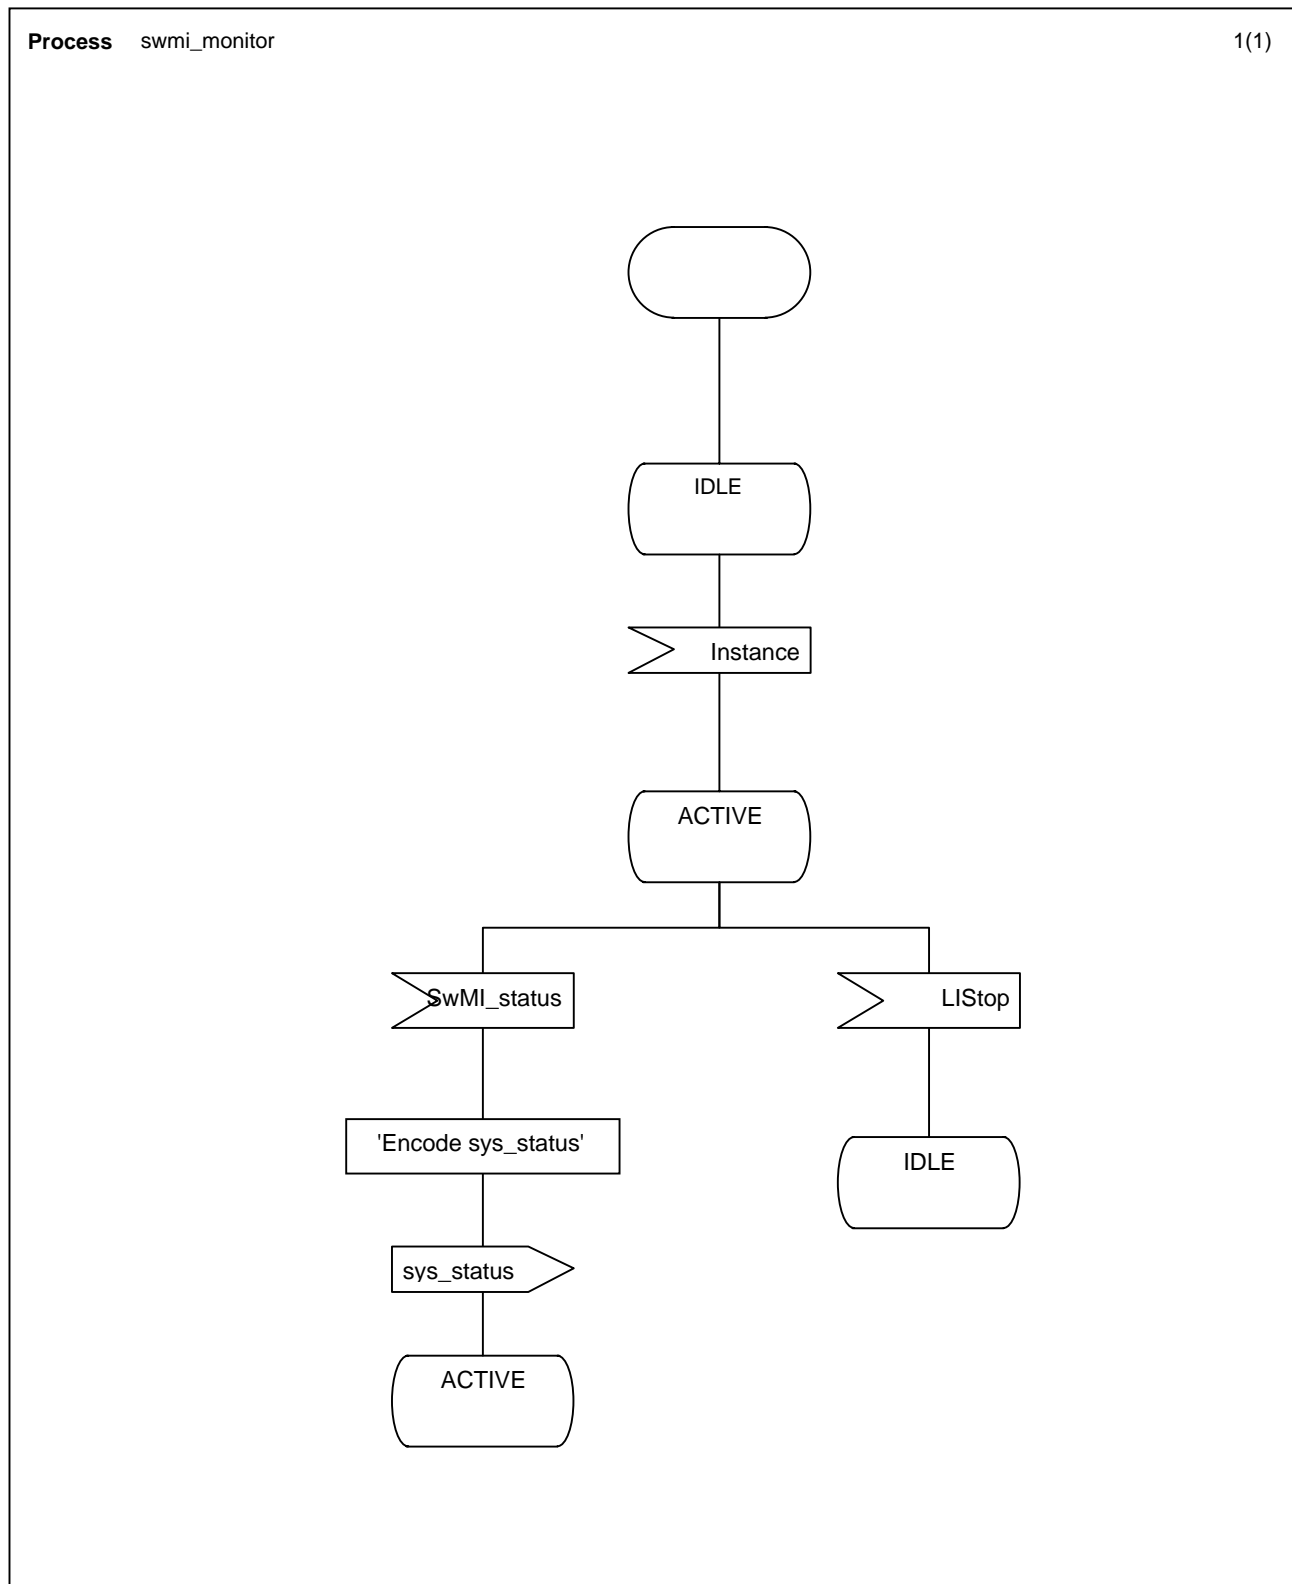 Process swmi_monitor 1(1)
IDLE
Instance
ACTIVE
SwMI_status
LIStop
'Encode sys_status'
IDLE
sys_status
ACTIVE